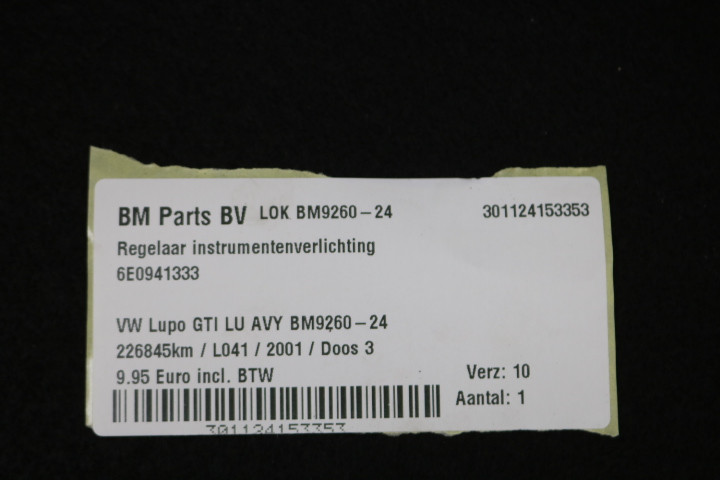 BM Parts BV LOK BM9260-24 301124153353
Regelaar instrumentenverlichting
6E0941333
VW Lupo GTI LU AVY BM9260-24
226845km / L041 / 2001 / Doos 3
9.95 Euro incl. BTW Verz: 10
Aantal: 1
301124153353